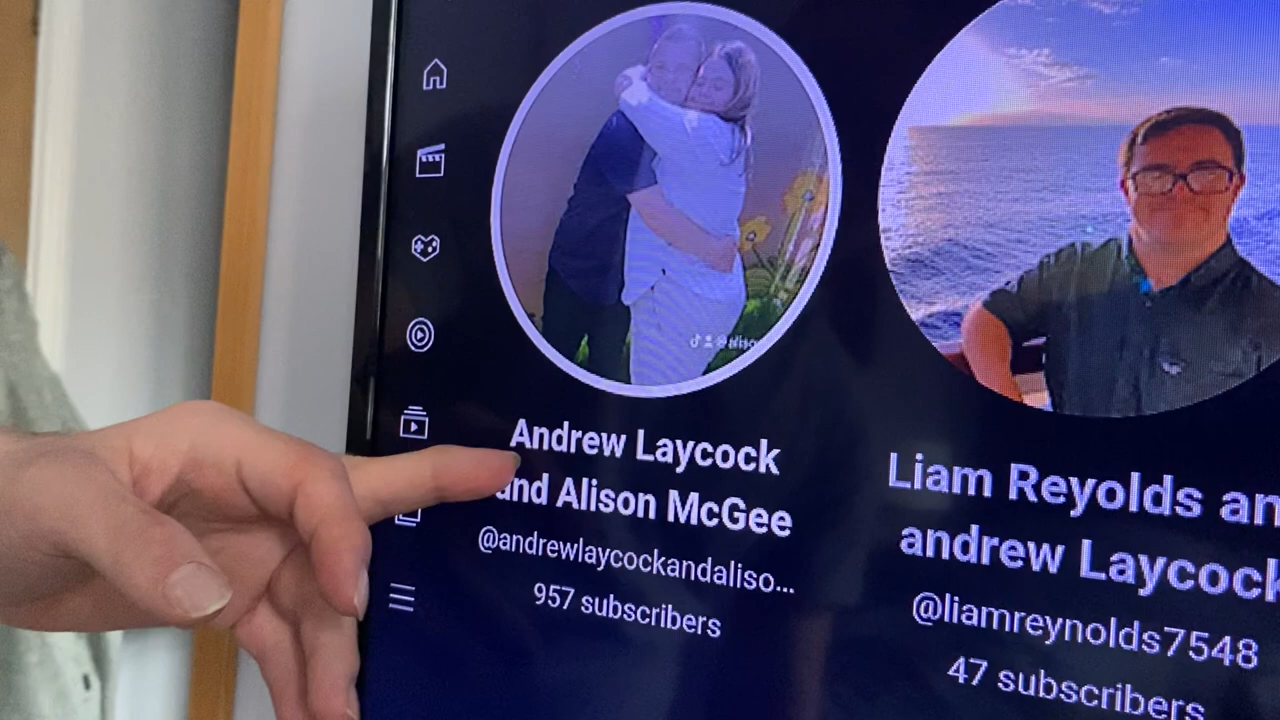 Andrew Laycock
and Alison McGee
@andrewlaycockandaliso...
957 subscribers
Liam Reyolds an
andrew Laycock
@liamreynolds7548
47 subscribers